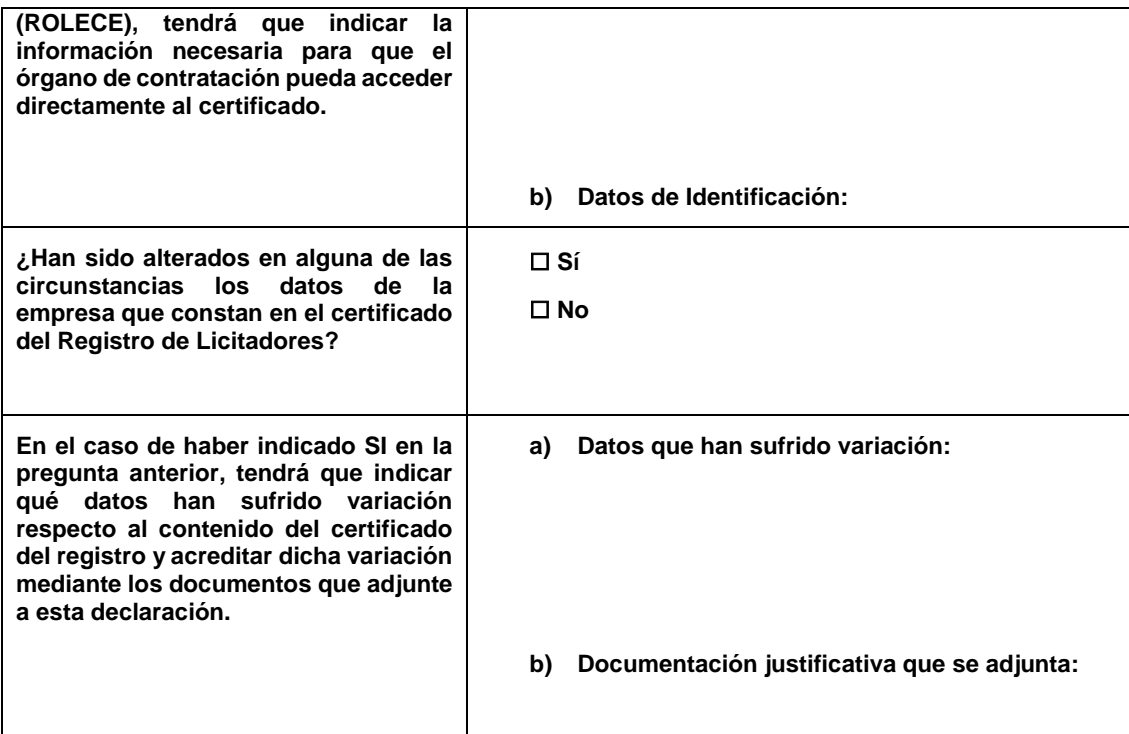 (ROLECE), tendrá que indicar la
información necesaria para que el
órgano de contratación pueda acceder
directamente al certificado.
b) Datos de Identificación:
¿Han sido alterados en alguna de las
circunstancias los datos de la
empresa que constan en el certificado
del Registro de Licitadores?
☐ Sí
☐ No
En el caso de haber indicado SI en la
pregunta anterior, tendrá que indicar
qué datos han sufrido variación
respecto al contenido del certificado
del registro y acreditar dicha variación
mediante los documentos que adjunte
a esta declaración.
a) Datos que han sufrido variación:
b) Documentación justificativa que se adjunta: